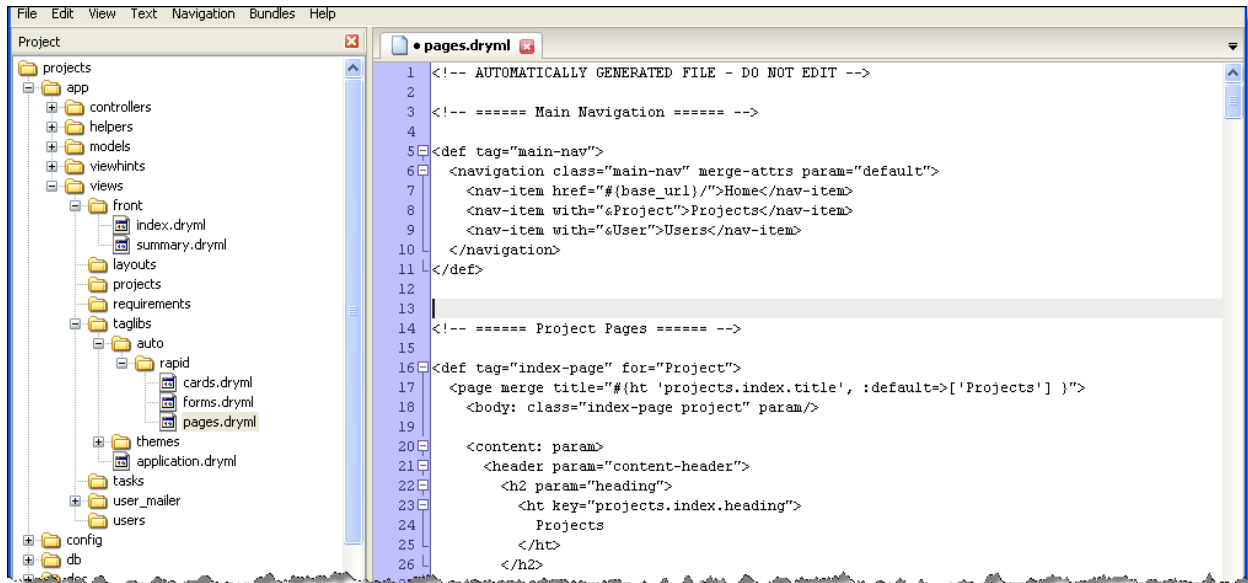 File Edit View Text Navigation Bundles Help
Project
projects
app
controllers
helpers
models
viewhints
views
front
index.dryml
summary.dryml
layouts
projects
requirements
taglibs
auto
rapid
cards.dryml
forms.dryml
pages.dryml
themes
application.dryml
tasks
user_mailer
users
config
db
• pages.dryml
1 <!-- AUTOMATICALLY GENERATED FILE - DO NOT EDIT -->
2
3 <!-- ====== Main Navigation ====== -->
4
5 <def tag="main-nav">
6 <navigation class="main-nav" merge-attrs param="default">
7 <nav-item href="#{base_url}/">Home</nav-item>
8 <nav-item with="&Project">Projects</nav-item>
9 <nav-item with="&User">Users</nav-item>
10 </navigation>
11 </def>
12
13
14 <!-- ====== Project Pages ====== -->
15
16 <def tag="index-page" for="Project">
17 <page merge title="#{ht 'projects.index.title', :default=>['Projects'] }">
18 <body: class="index-page project" param/>
19
20 <content: param>
21 <header param="content-header">
22 <h2 param="heading">
23 <ht key="projects.index.heading">
24 Projects
25 </ht>
26 </h2>